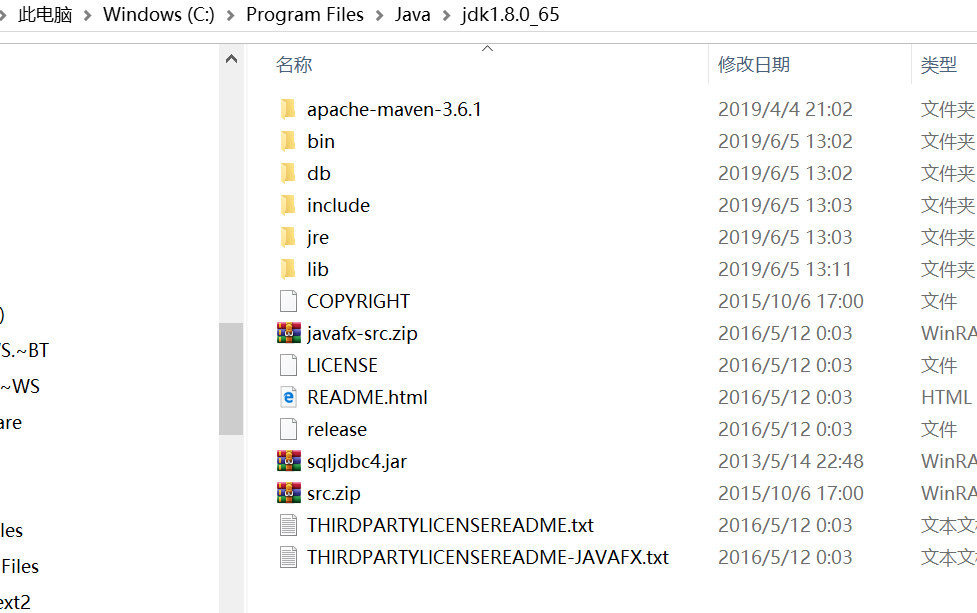 此电脑 > Windows (C:) > Program Files > Java > jdk1.8.0_65
名称 修改日期 类型
apache-maven-3.6.1 2019/4/4 21:02 文件夹
bin 2019/6/5 13:02 文件夹
db 2019/6/5 13:02 文件夹
include 2019/6/5 13:03 文件夹
jre 2019/6/5 13:03 文件夹
lib 2019/6/5 13:11 文件夹
COPYRIGHT 2015/10/6 17:00 文件
)
javafx-src.zip 2016/5/12 0:03 WinRA
S.~BT
LICENSE 2016/5/12 0:03 文件
~WS
README.html 2016/5/12 0:03 HTML
are
release 2016/5/12 0:03 文件
sqljdbc4.jar 2013/5/14 22:48 WinRA
src.zip 2015/10/6 17:00 WinRA
les
THIRDPARTYLICENSEREADME.txt 2016/5/12 0:03 文本文
Files
THIRDPARTYLICENSEREADME-JAVAFX.txt 2016/5/12 0:03 文本文
ext2